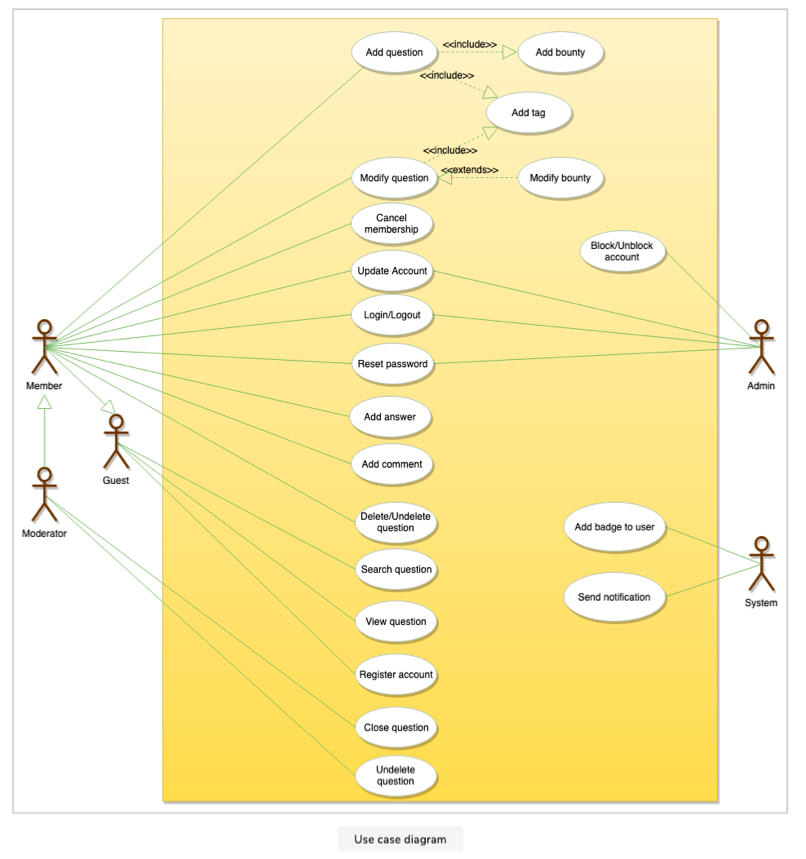 Add question
<<include>>
Add bounty
<<include>>
Add tag
<<include>>
Modify question
<<extends>>
Modify bounty
Cancel
membership
Block/Unblock
account
Update Account
Login/Logout
Reset password
Member
Admin
Add answer
Guest
Add comment
Moderator
Delete/Undelete
question
Add badge to user
Search question
Send notification
System
View question
Register account
Close question
Undelete
question
Use case diagram